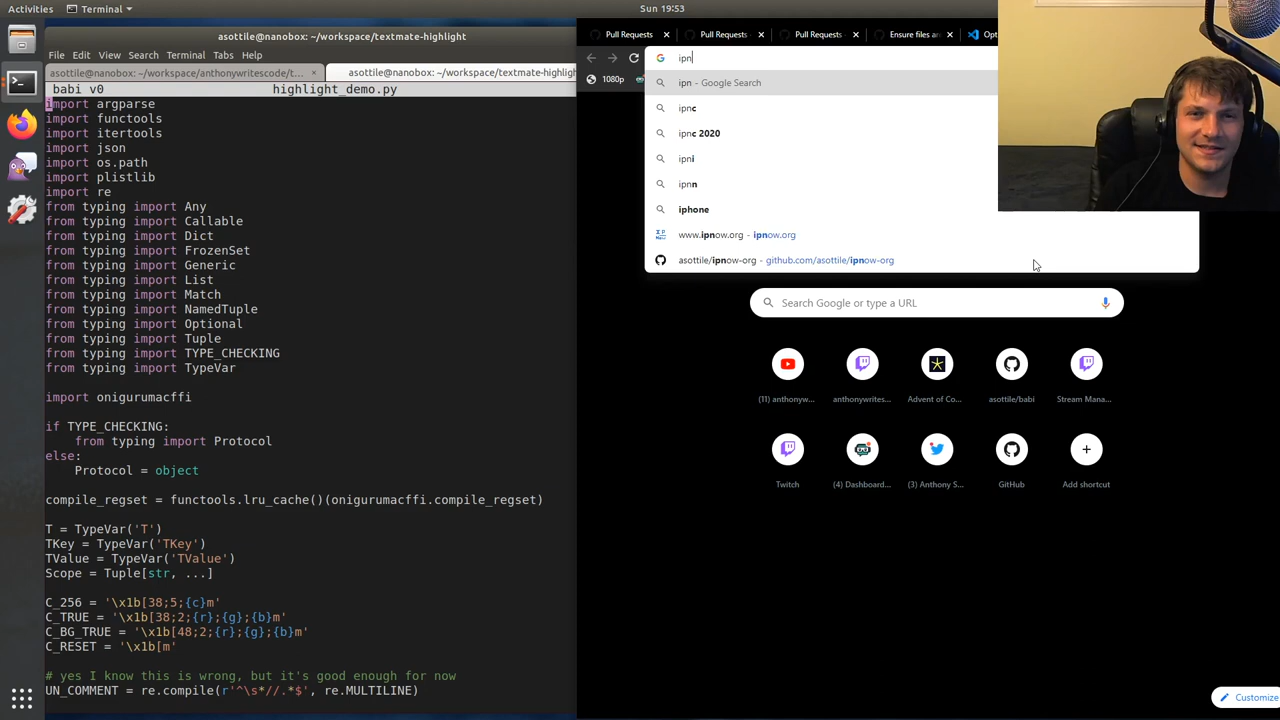 Activities
Terminal
Sun 19:53
asottile@nanobox: ~/workspace/textmate-highlight
File Edit View Search Terminal Tabs Help
asottile@nanobox: ~/workspace/anthonywritescode/t… ×
asottile@nanobox: ~/workspace/textmate-highl
babi v0 highlight_demo.py
import argparse
import functools
import itertools
import json
import os.path
import plistlib
import re
from typing import Any
from typing import Callable
from typing import Dict
from typing import FrozenSet
from typing import Generic
from typing import List
from typing import Match
from typing import NamedTuple
from typing import Optional
from typing import Tuple
from typing import TYPE_CHECKING
from typing import TypeVar
import onigurumacffi
if TYPE_CHECKING:
    from typing import Protocol
else:
    Protocol = object
compile_regset = functools.lru_cache()(onigurumacffi.compile_regset)
T = TypeVar('T')
TKey = TypeVar('TKey')
TValue = TypeVar('TValue')
Scope = Tuple[str, ...]
C_256 = '\x1b[38;5;{c}m'
C_TRUE = '\x1b[38;2;{r};{g};{b}m'
C_BG_TRUE = '\x1b[48;2;{r};{g};{b}m'
C_RESET = '\x1b[m'
# yes I know this is wrong, but it's good enough for now
UN_COMMENT = re.compile(r'^\s*//.*$', re.MULTILINE)
Pull Requests × Pull Requests × Pull Requests - × Ensure files an × Opt
ipn
1080p
ipn - Google Search
ipnc
ipnc 2020
ipni
ipnn
iphone
www.ipnow.org - ipnow.org
asottile/ipnow-org - github.com/asottile/ipnow-org
Search Google or type a URL
(11) anthonyw… anthonywrites… Advent of Co… asottile/babi Stream Mana…
Twitch (4) Dashboard… (3) Anthony S… GitHub Add shortcut
Customize